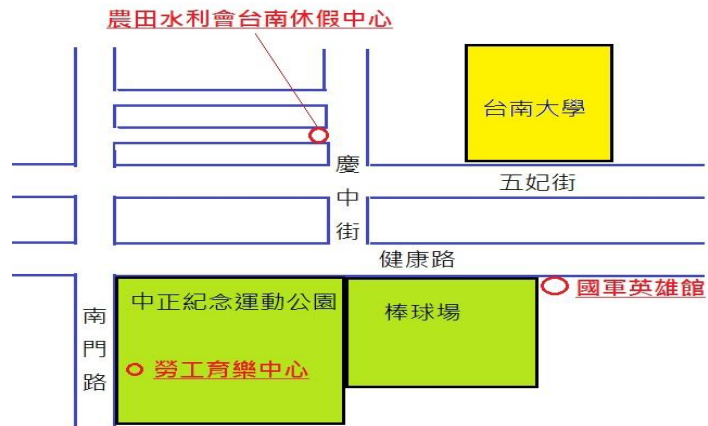 農田水利會台南休假中心
台南大學
五妃街
慶中街
健康路
國軍英雄館
中正紀念運動公園
棒球場
南門路
勞工育樂中心